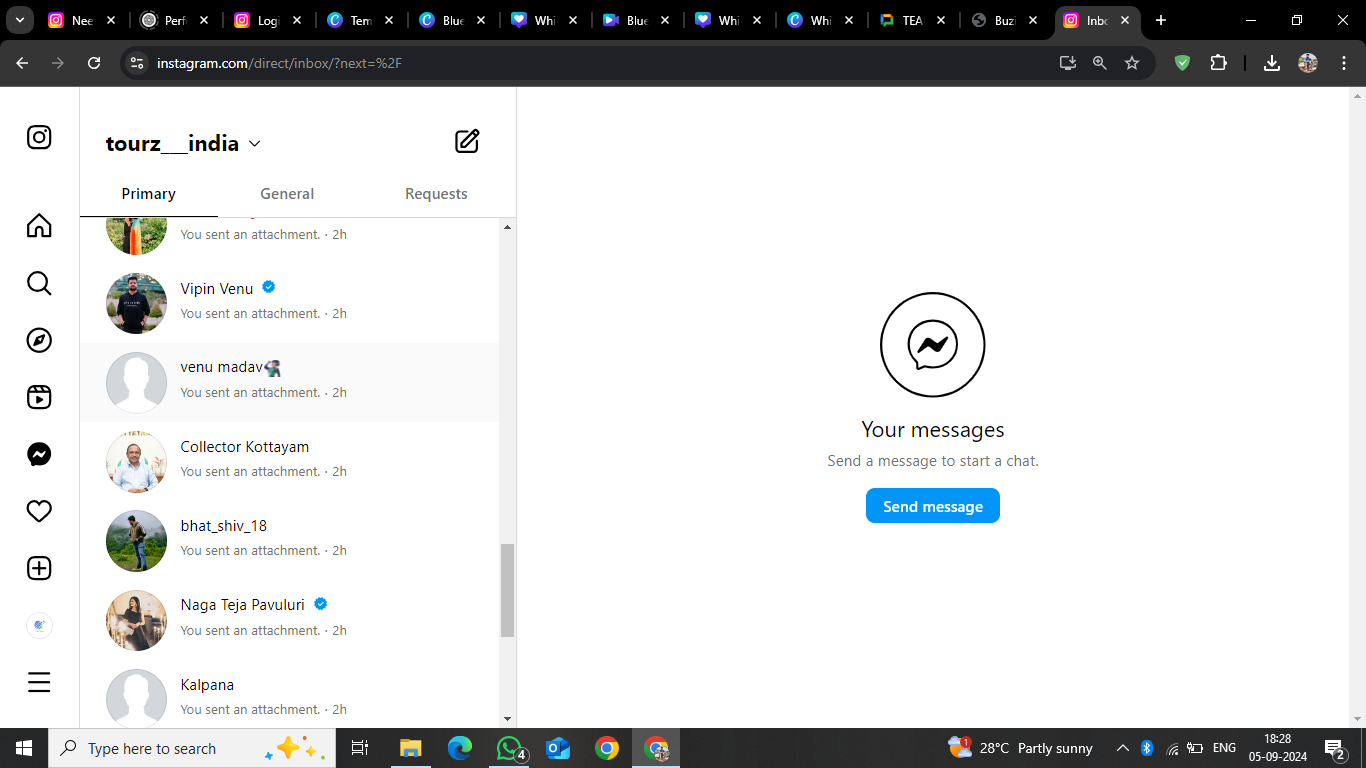 Nee
Perf
Logi
Tem
Blue
Whi
Blue
Whi
Whi
TEA
Buzi
Inbo
instagram.com/direct/inbox/?next=%2F
tourz___india
Primary General Requests
You sent an attachment. · 2h
Vipin Venu
You sent an attachment. · 2h
venu madav
You sent an attachment. · 2h
Collector Kottayam
You sent an attachment. · 2h
bhat_shiv_18
You sent an attachment. · 2h
Naga Teja Pavuluri
You sent an attachment. · 2h
Kalpana
You sent an attachment. · 2h
Your messages
Send a message to start a chat.
Send message
Type here to search
4
1
28°C Partly sunny
ENG
18:28
05-09-2024
2